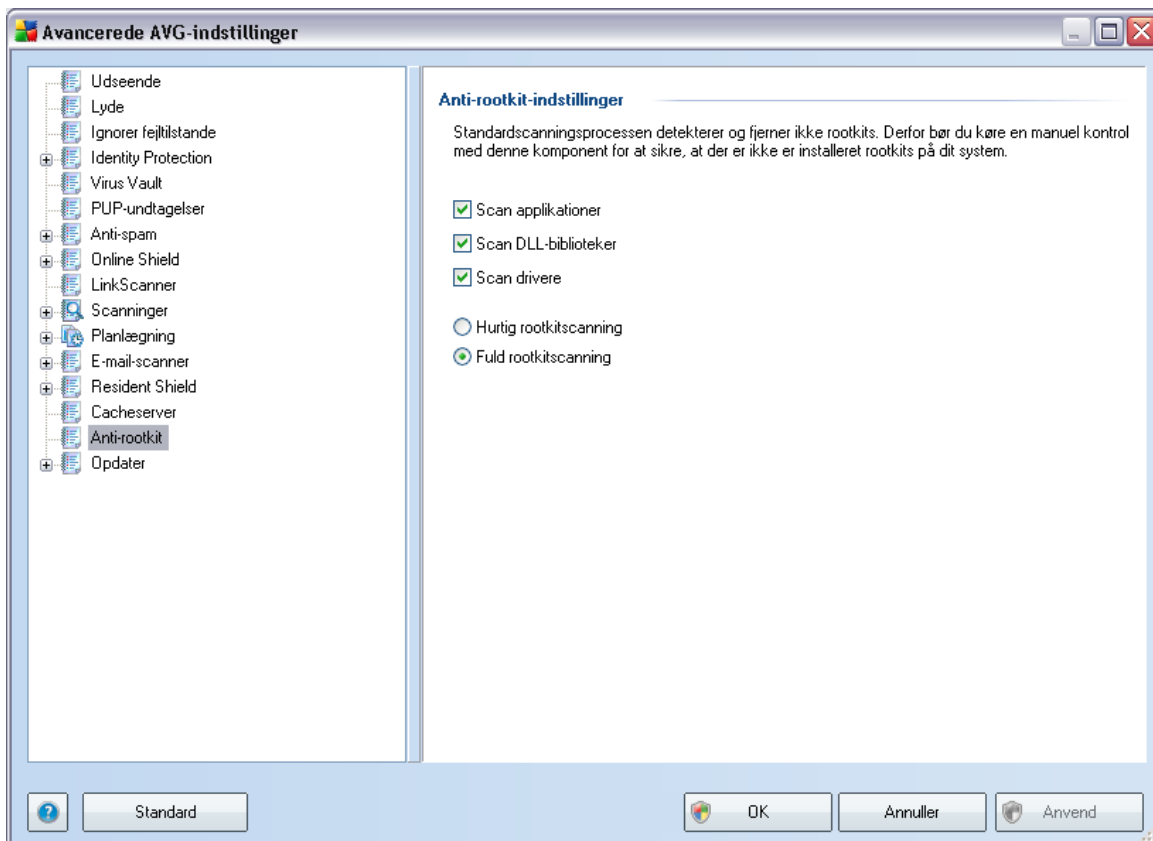 Avancerede AVG-indstillinger
Udseende
Lyde
Ignorer fejltilstande
Identity Protection
Virus Vault
PUP-undtagelser
Anti-spam
Online Shield
LinkScanner
Scanninger
Planlægning
E-mail-scanner
Resident Shield
Cacheserver
Anti-rootkit
Opdater
Anti-rootkit-indstillinger
Standardscanningsprocessen detekterer og fjerner ikke rootkits. Derfor bør du køre en manuel kontrol
med denne komponent for at sikre, at der er ikke er installeret rootkits på dit system.
Scan applikationer
Scan DLL-biblioteker
Scan drivere
Hurtig rootkitscanning
Fuld rootkitscanning
?
Standard
OK
Annuller
Anvend